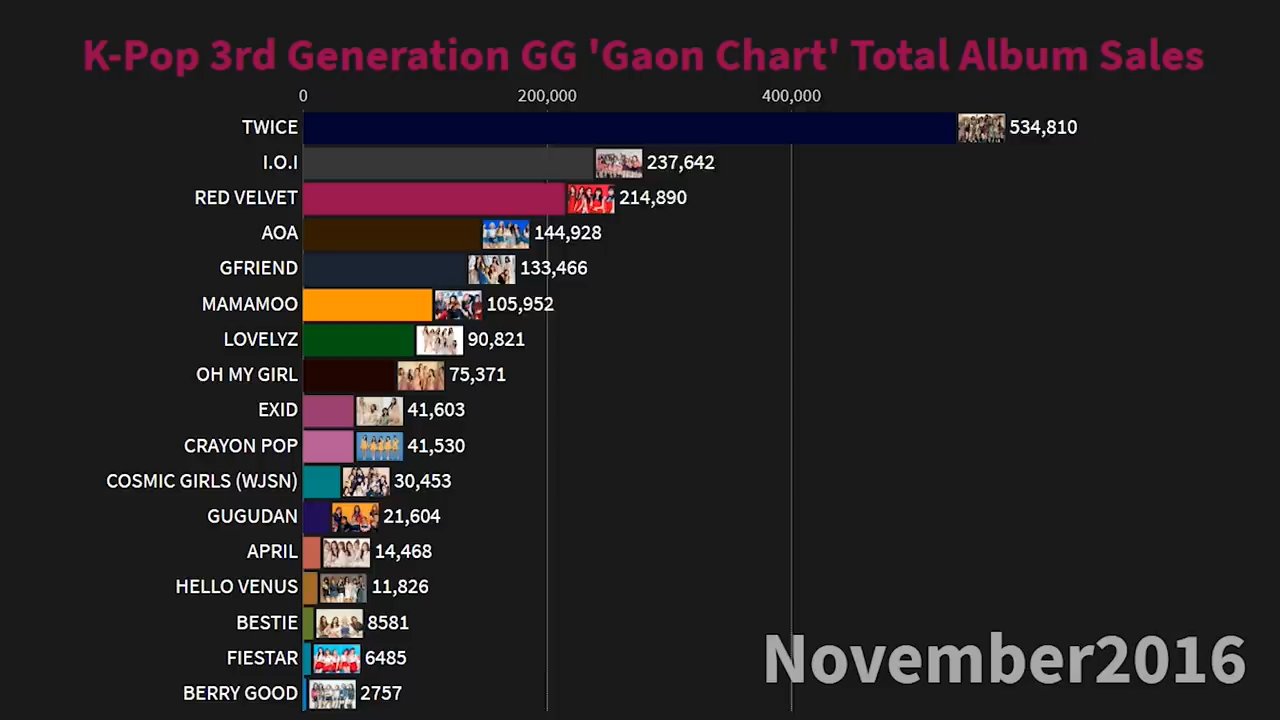 K-Pop 3rd Generation GG 'Gaon Chart' Total Album Sales
0 200,000 400,000
TWICE 534,810
I.O.I 237,642
RED VELVET 214,890
AOA 144,928
GFRIEND 133,466
MAMAMOO 105,952
LOVELYZ 90,821
OH MY GIRL 75,371
EXID 41,603
CRAYON POP 41,530
COSMIC GIRLS (WJSN) 30,453
GUGUDAN 21,604
APRIL 14,468
HELLO VENUS 11,826
BESTIE 8581
FIESTAR 6485
BERRY GOOD 2757
November2016